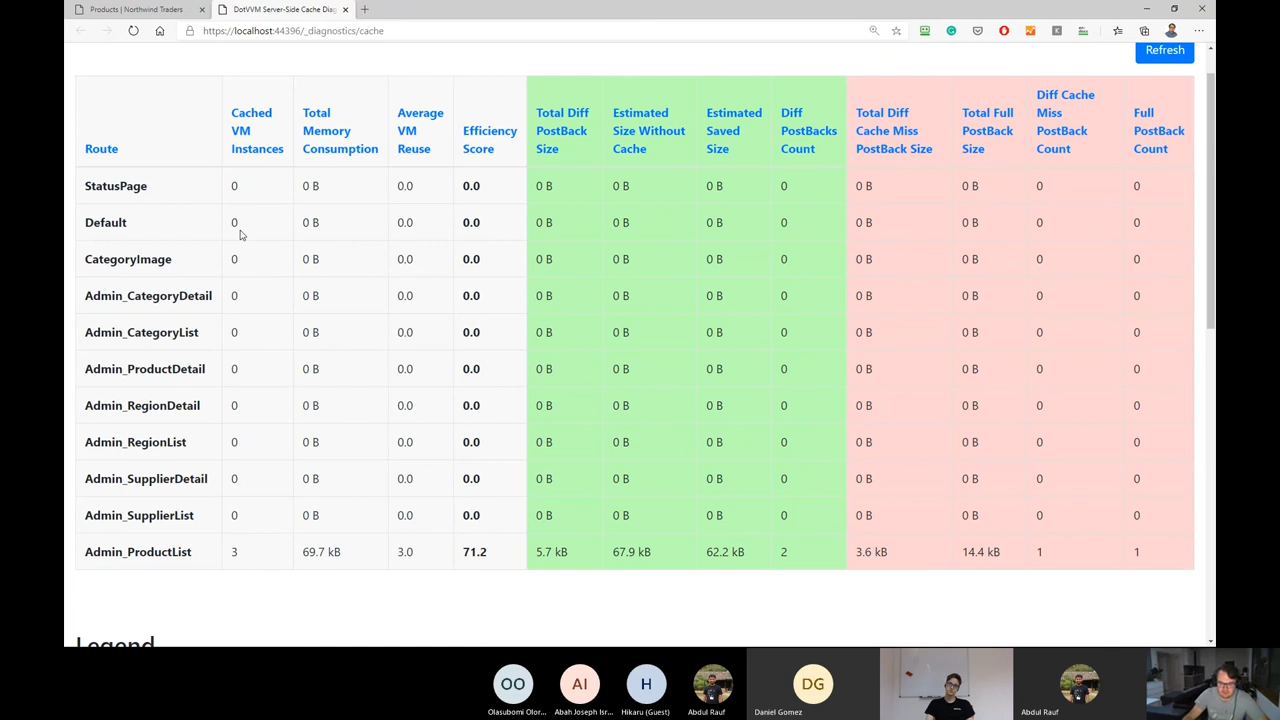 Products | Northwind Traders
DotVVM Server-Side Cache Diag
https://localhost:44396/_diagnostics/cache
Refresh
Route
Cached VM Instances
Total Memory Consumption
Average VM Reuse
Efficiency Score
Total Diff PostBack Size
Estimated Size Without Cache
Estimated Saved Size
Diff PostBacks Count
Total Diff Cache Miss PostBack Size
Total Full PostBack Size
Diff Cache Miss PostBack Count
Full PostBack Count
StatusPage 0 0 B 0.0 0.0 0 B 0 B 0 B 0 0 B 0 B 0 0
Default 0 0 B 0.0 0.0 0 B 0 B 0 B 0 0 B 0 B 0 0
CategoryImage 0 0 B 0.0 0.0 0 B 0 B 0 B 0 0 B 0 B 0 0
Admin_CategoryDetail 0 0 B 0.0 0.0 0 B 0 B 0 B 0 0 B 0 B 0 0
Admin_CategoryList 0 0 B 0.0 0.0 0 B 0 B 0 B 0 0 B 0 B 0 0
Admin_ProductDetail 0 0 B 0.0 0.0 0 B 0 B 0 B 0 0 B 0 B 0 0
Admin_RegionDetail 0 0 B 0.0 0.0 0 B 0 B 0 B 0 0 B 0 B 0 0
Admin_RegionList 0 0 B 0.0 0.0 0 B 0 B 0 B 0 0 B 0 B 0 0
Admin_SupplierDetail 0 0 B 0.0 0.0 0 B 0 B 0 B 0 0 B 0 B 0 0
Admin_SupplierList 0 0 B 0.0 0.0 0 B 0 B 0 B 0 0 B 0 B 0 0
Admin_ProductList 3 69.7 kB 3.0 71.2 5.7 kB 67.9 kB 62.2 kB 2 3.6 kB 14.4 kB 1 1
Legend
OO AI H DG
Olasubomi Olor... Abah Joseph Isr... Hikaru (Guest) Abdul Rauf Daniel Gomez Abdul Rauf